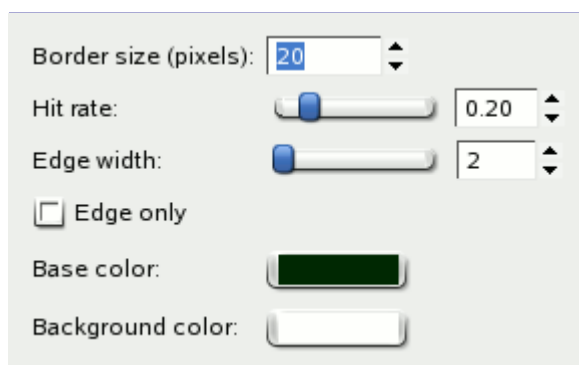 Border size (pixels): 20
Hit rate: 0.20
Edge width: 2
Edge only
Base color:
Background color: